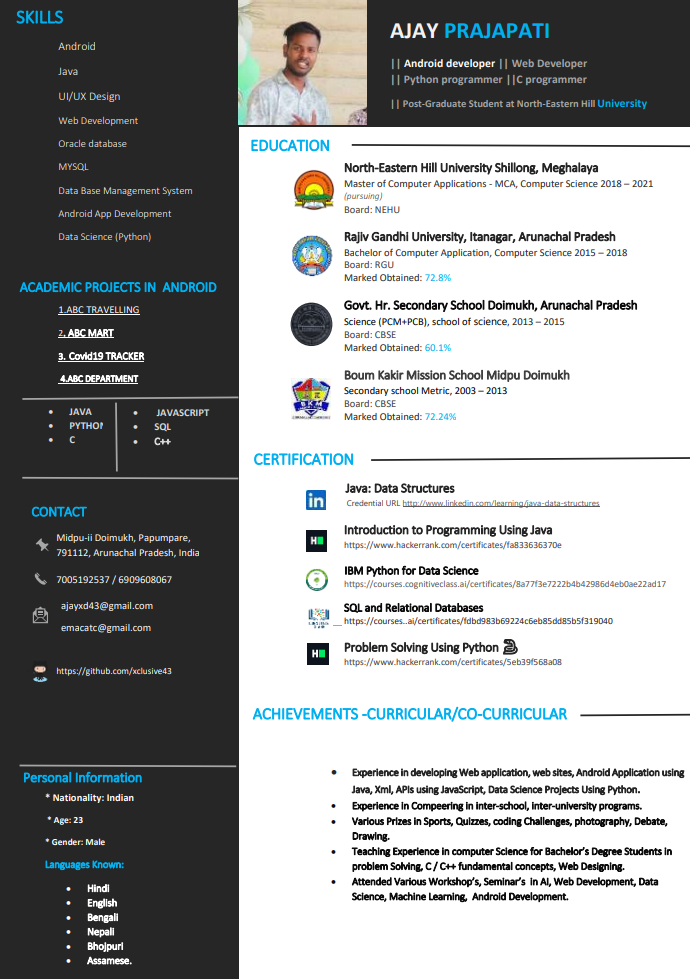 SKILLS
Android
Java
UI/UX Design
Web Development
Oracle database
MYSQL
Data Base Management System
Android App Development
Data Science (Python)
ACADEMIC PROJECTS IN ANDROID
1.ABC TRAVELLING
2. ABC MART
3. Covid19 TRACKER
4.ABC DEPARTMENT
• JAVA
• PYTHON
• C
• JAVASCRIPT
• SQL
• C++
CONTACT
Midpu-ii Doimukh, Papumpare,
791112, Arunachal Pradesh, India
7005192537 / 6909608067
ajayxd43@gmail.com
emacatc@gmail.com
https://github.com/xclusive43
Personal Information
* Nationality: Indian
* Age: 23
* Gender: Male
Languages Known:
• Hindi
• English
• Bengali
• Nepali
• Bhojpuri
• Assamese.
AJAY PRAJAPATI
|| Android developer || Web Developer
|| Python programmer ||C programmer
|| Post-Graduate Student at North-Eastern Hill University
EDUCATION
North-Eastern Hill University Shillong, Meghalaya
Master of Computer Applications - MCA, Computer Science 2018 – 2021
(pursuing)
Board: NEHU
Rajiv Gandhi University, Itanagar, Arunachal Pradesh
Bachelor of Computer Application, Computer Science 2015 – 2018
Board: RGU
Marked Obtained: 72.8%
Govt. Hr. Secondary School Doimukh, Arunachal Pradesh
Science (PCM+PCB), school of science, 2013 – 2015
Board: CBSE
Marked Obtained: 60.1%
Boum Kakir Mission School Midpu Doimukh
Secondary school Metric, 2003 – 2013
Board: CBSE
Marked Obtained: 72.24%
CERTIFICATION
Java: Data Structures
Credential URL http://www.linkedin.com/learning/java-data-structures
Introduction to Programming Using Java
https://www.hackerrank.com/certificates/fa833636370e
IBM Python for Data Science
https://courses.cognitiveclass.ai/certificates/8a77f3e7222b4b42986d4eb0ae22ad17
SQL and Relational Databases
https://courses..ai/certificates/fdbd983b69224c6eb85dd85b5f319040
Problem Solving Using Python
https://www.hackerrank.com/certificates/5eb39f568a08
ACHIEVEMENTS -CURRICULAR/CO-CURRICULAR
• Experience in developing Web application, web sites, Android Application using
Java, Xml, APIs using JavaScript, Data Science Projects Using Python.
• Experience in Compeering in inter-school, inter-university programs.
• Various Prizes in Sports, Quizzes, coding Challenges, photography, Debate,
Drawing.
• Teaching Experience in computer Science for Bachelor's Degree Students in
problem Solving, C / C++ fundamental concepts, Web Designing.
• Attended Various Workshop's, Seminar's in AI, Web Development, Data
Science, Machine Learning, Android Development.